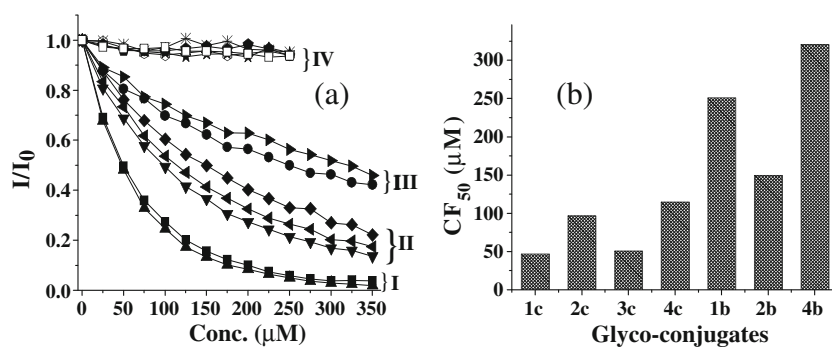 (a)
1.0
0.8
0.6
0.4
0.2
0.0
I/I0
}IV
}III
}II
}I
0 50 100 150 200 250 300 350
Conc. (μM)
(b)
300
250
200
150
100
50
0
CF50 (μM)
1c 2c 3c 4c 1b 2b 4b
Glyco-conjugates